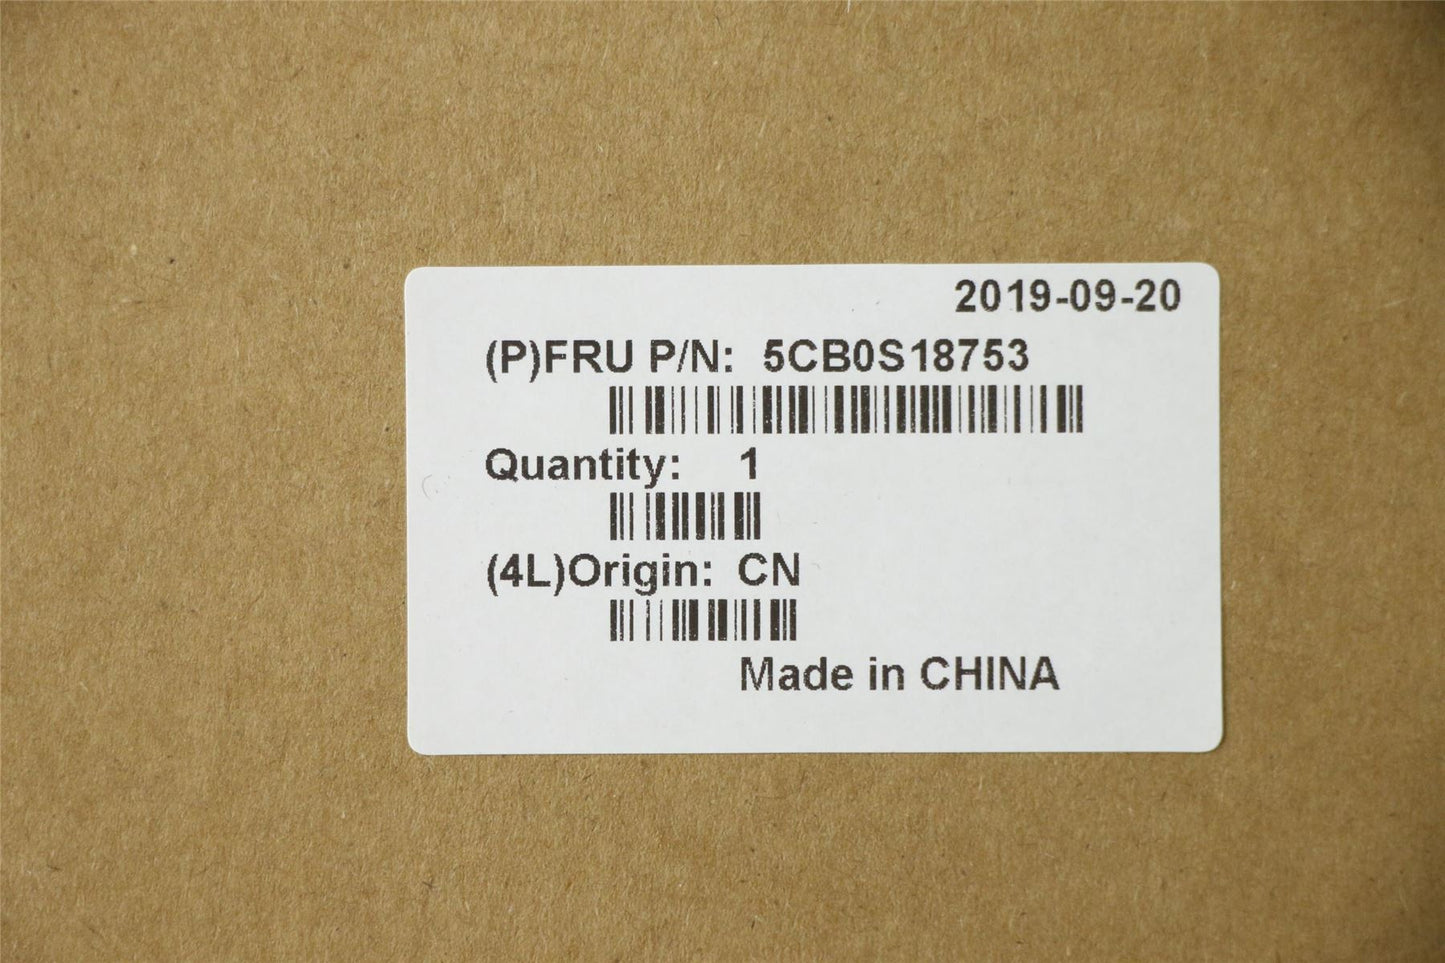 2019-09-20
(P)FRU P/N: 5CB0S18753
Quantity: 1
(4L)Origin: CN
Made in CHINA